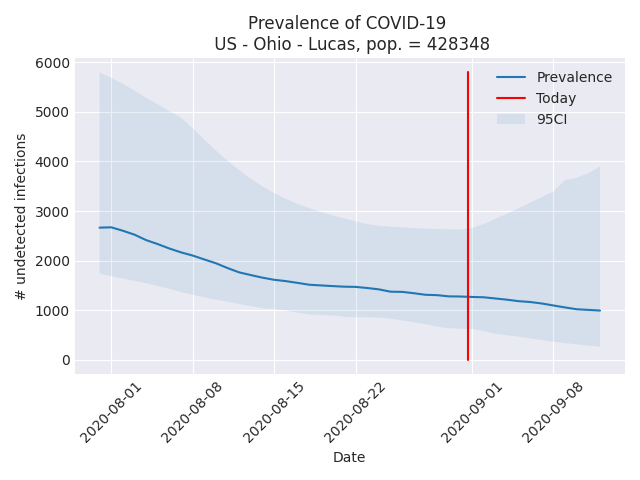 Prevalence of COVID-19
US - Ohio - Lucas, pop. = 428348
6000
5000
4000
3000
2000
1000
0
# undetected infections
Prevalence
Today
95CI
2020-08-01
2020-08-08
2020-08-15
2020-08-22
2020-09-01
2020-09-08
Date